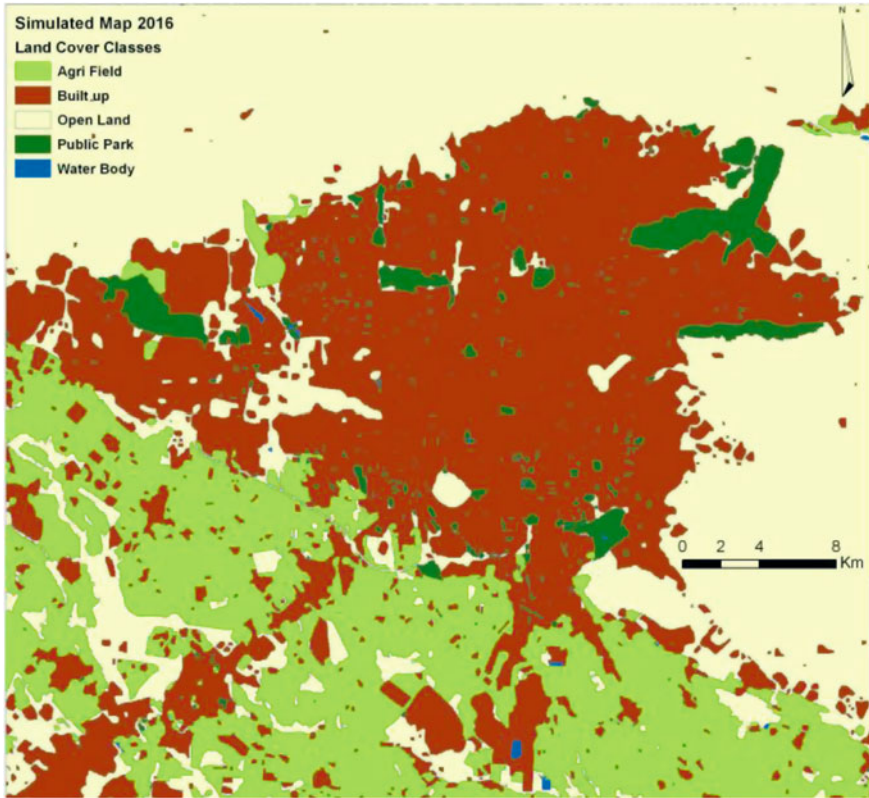 Simulated Map 2016
Land Cover Classes
Agri Field
Built up
Open Land
Public Park
Water Body
N
0 2 4 8
Km